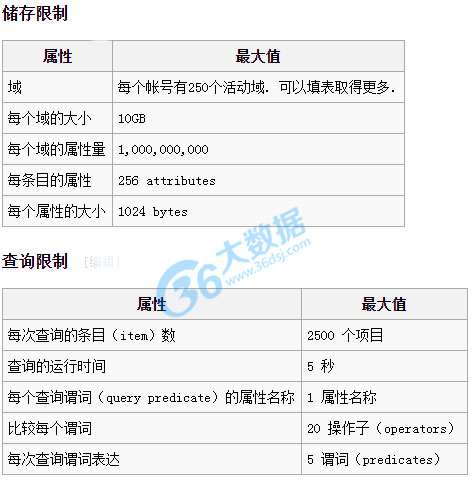 储存限制
属性 最大值
域 每个帐号有250个活动域. 可以填表取得更多.
每个域的大小 10GB
每个域的属性量 1,000,000,000
每条目的属性 256 attributes
每个属性的大小 1024 bytes
36大数据
www.36dsj.com
查询限制 [编辑]
属性 最大值
每次查询的条目（item）数 2500 个项目
查询的运行时间 5 秒
每个查询谓词（query predicate）的属性名称 1 属性名称
比较每个谓词 20 操作子（operators）
每次查询谓词表达 5 谓词（predicates）